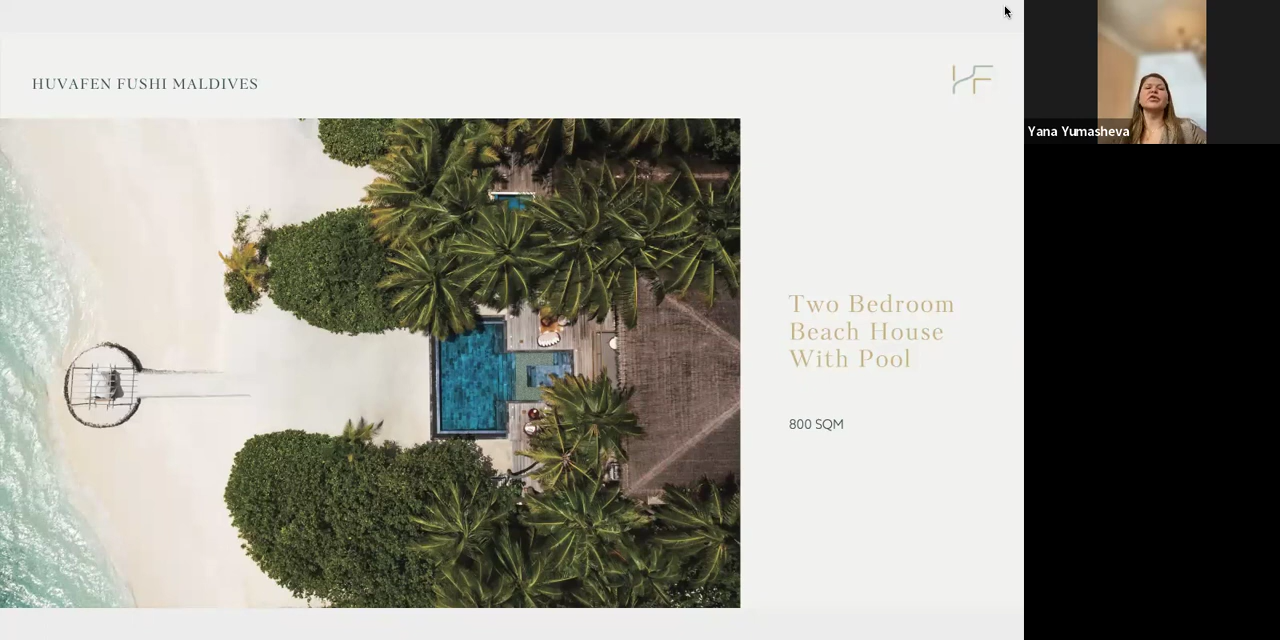 HUVAFEN FUSHI MALDIVES
HF
Yana Yumasheva
Two Bedroom
Beach House
With Pool
800 SQM